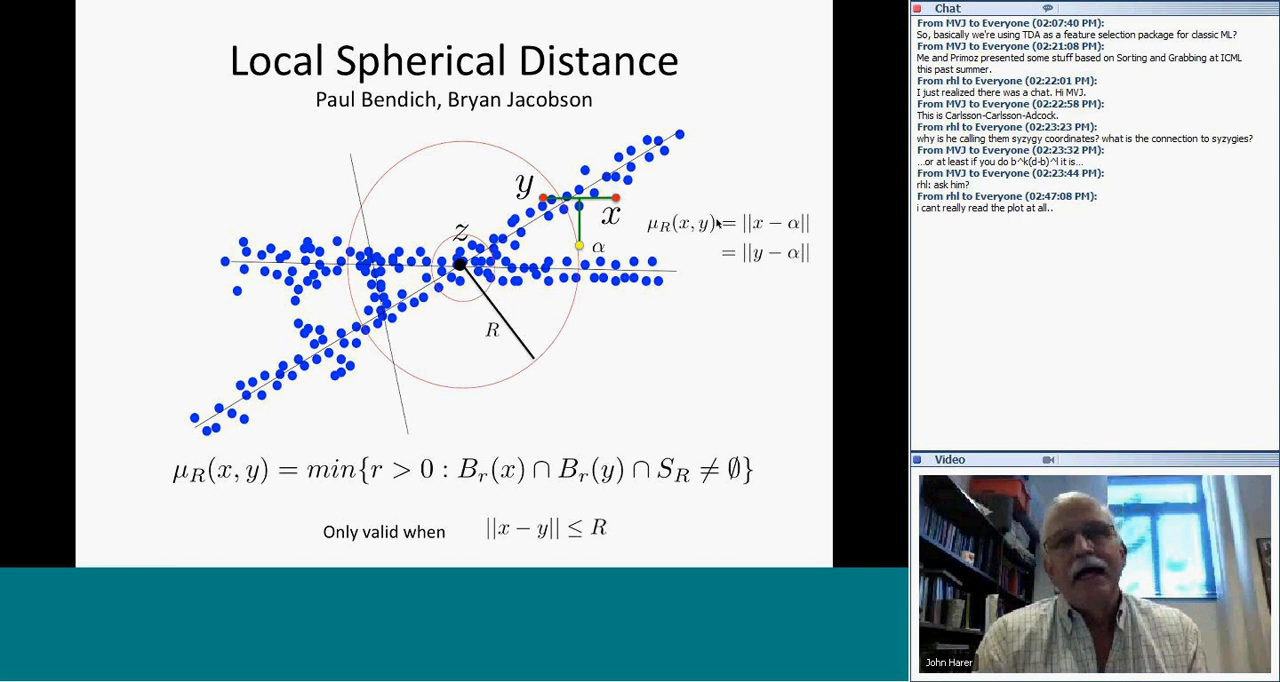 Local Spherical Distance
Paul Bendich, Bryan Jacobson
y
x
z
α
R
μ_R(x, y) = ||x − α||
= ||y − α||
μ_R(x, y) = min{r > 0 : B_r(x) ∩ B_r(y) ∩ S_R ≠ ∅}
Only valid when ||x − y|| ≤ R
Chat
From MVJ to Everyone (02:07:40 PM):
So, basically we're using TDA as a feature selection package for classic ML?
From MVJ to Everyone (02:21:08 PM):
Me and Primoz presented some stuff based on Sorting and Grabbing at ICML
this past summer.
From rhl to Everyone (02:22:01 PM):
I just realized there was a chat. Hi MVJ.
From MVJ to Everyone (02:22:58 PM):
This is Carlsson-Carlsson-Adcock.
From rhl to Everyone (02:23:23 PM):
why is he calling them syzygy coordinates? what is the connection to syzygies?
From MVJ to Everyone (02:23:32 PM):
...or at least if you do b^k(d-b)^l it is...
From MVJ to Everyone (02:23:44 PM):
rhl: ask him?
From rhl to Everyone (02:47:08 PM):
i cant really read the plot at all..
Video
John Harer